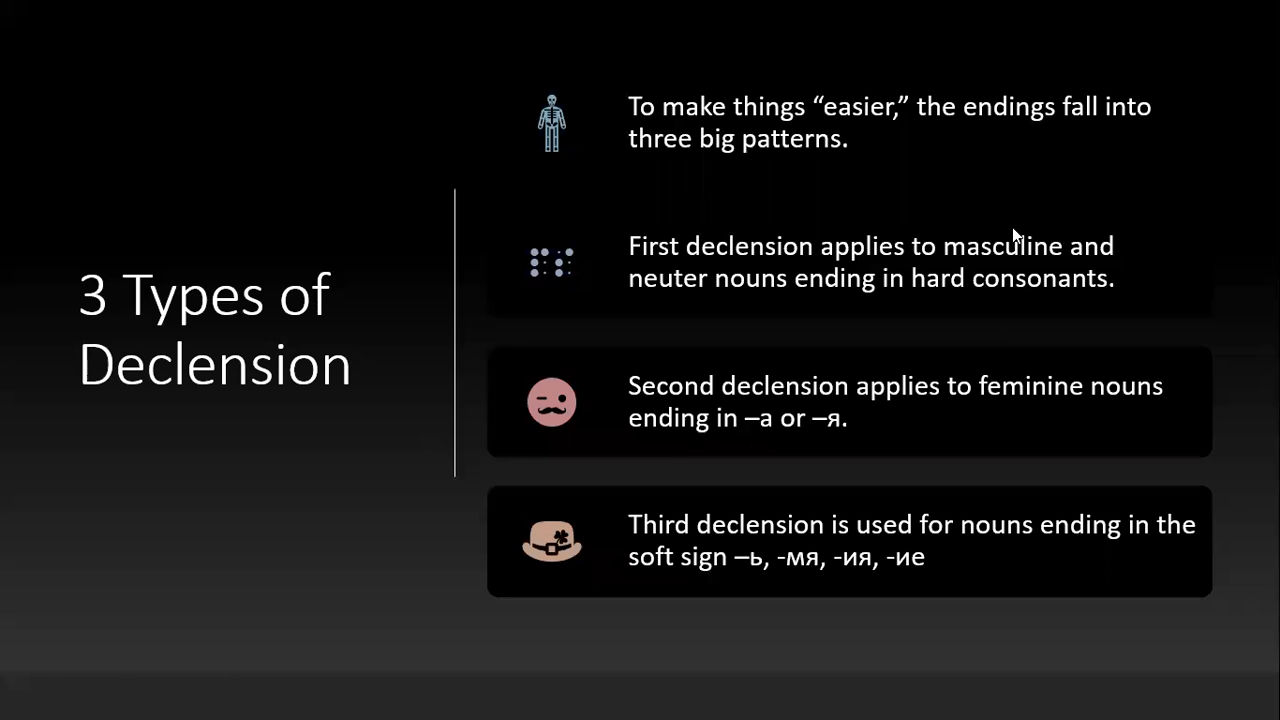 3 Types of
Declension
To make things “easier,” the endings fall into
three big patterns.
First declension applies to masculine and
neuter nouns ending in hard consonants.
Second declension applies to feminine nouns
ending in –а or –я.
Third declension is used for nouns ending in the
soft sign –ь, -мя, -ия, -ие